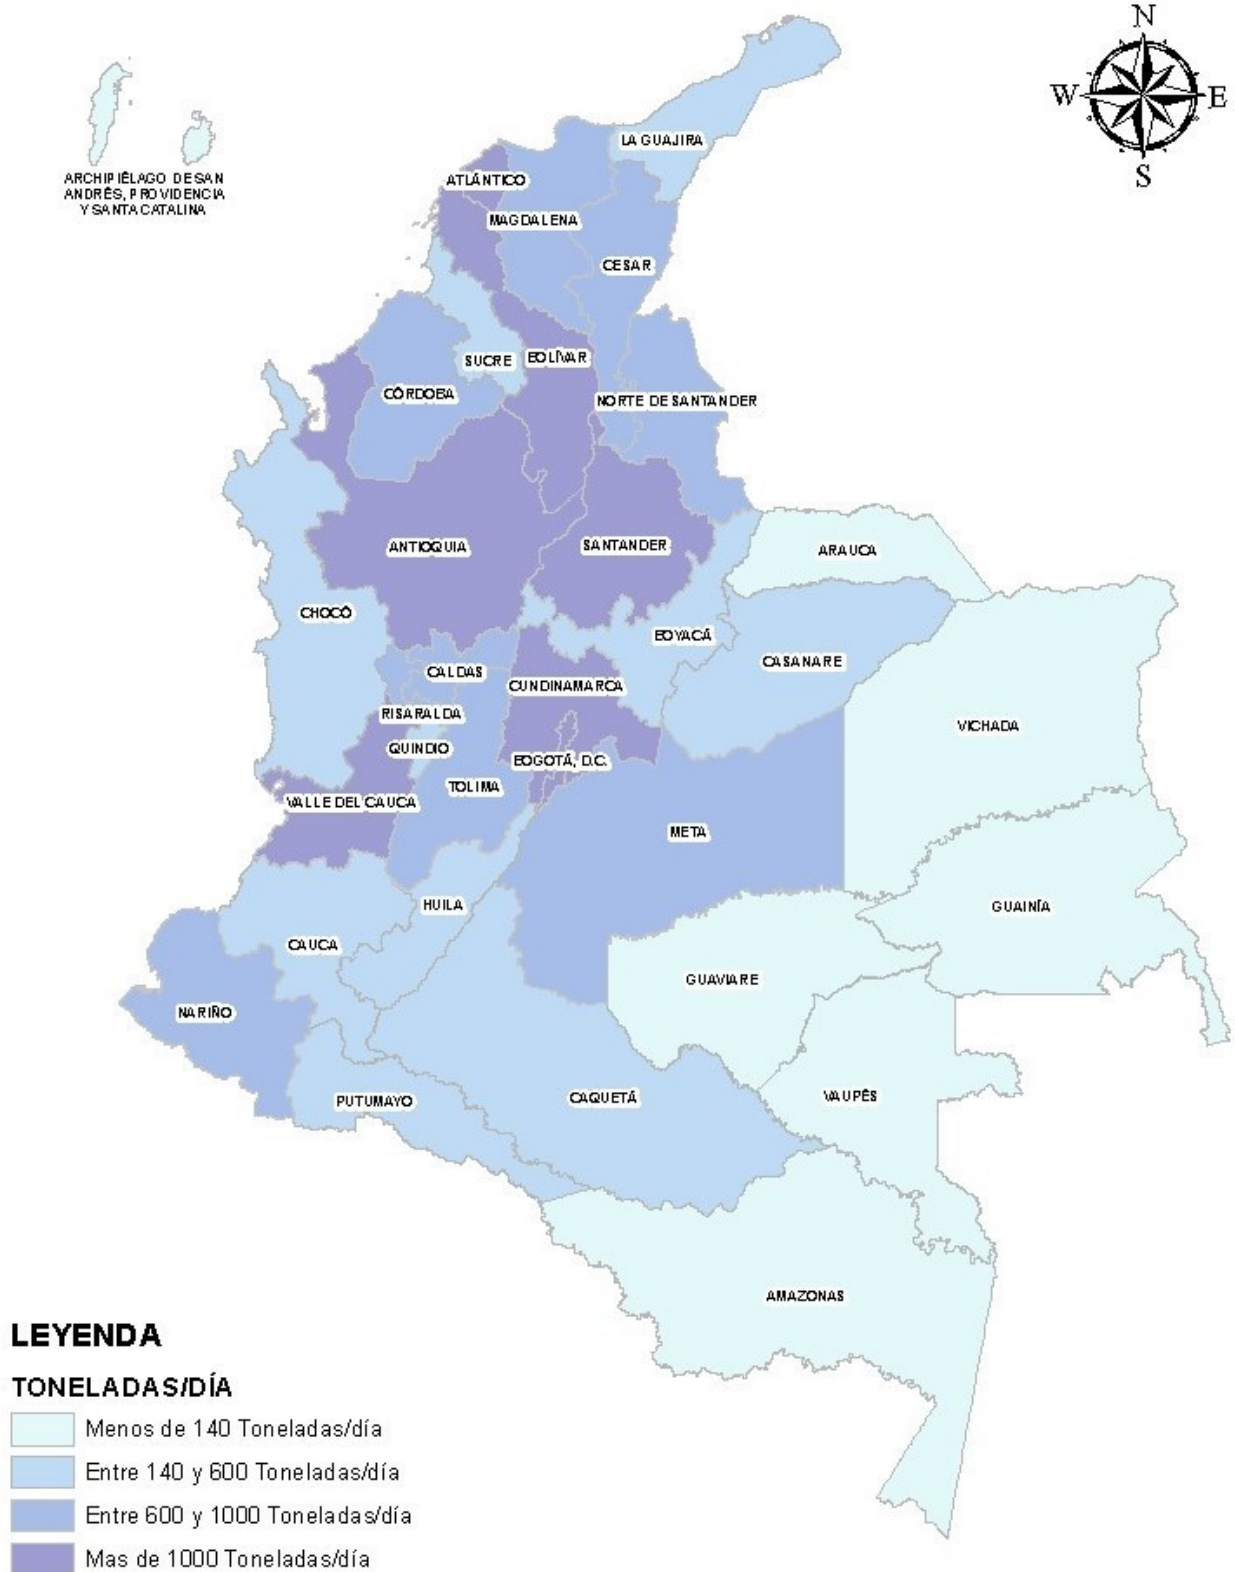 N
W E
S
ARCHIPIÉLAGO DE SAN
ANDRÉS, PROVIDENCIA
Y SANTA CATALINA
LA GUAJIRA
ATLÁNTICO
MAGDALENA
CESAR
SUCRE
BOLÍVAR
CÓRDOBA
NORTE DE SANTANDER
ANTIOQUIA
SANTANDER
ARAUCA
CHOCÓ
BOYACÁ
CASANARE
CALDAS
CUNDINAMARCA
RISARALDA
VICHADA
QUINDIO
BOGOTÁ, D.C.
TOLIMA
VALLE DEL CAUCA
META
HUILA
GUAINÍA
CAUCA
GUAVIARE
NARIÑO
VAUPÉS
CAQUETÁ
PUTUMAYO
AMAZONAS
LEYENDA
TONELADAS/DÍA
Menos de 140 Toneladas/día
Entre 140 y 600 Toneladas/día
Entre 600 y 1000 Toneladas/día
Mas de 1000 Toneladas/día